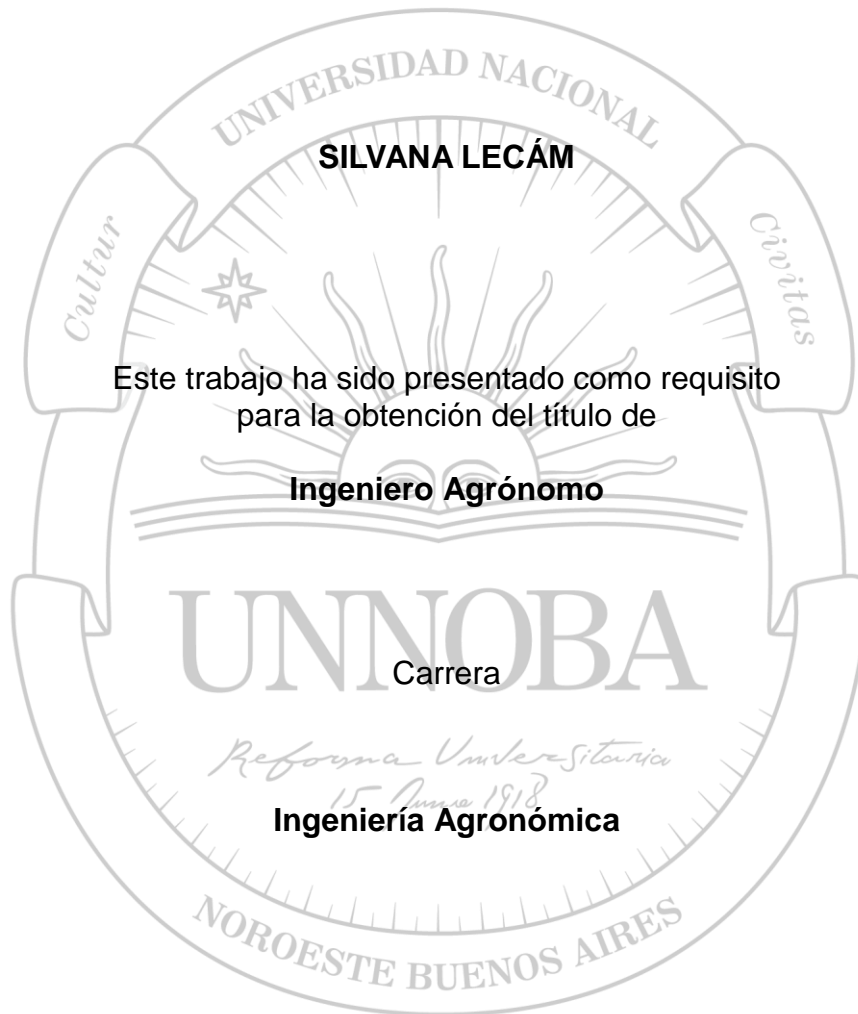 UNIVERSIDAD NACIONAL
SILVANA LECÁM
Cultur
Civitas
Este trabajo ha sido presentado como requisito
para la obtención del título de
Ingeniero Agrónomo
UNNOBA
Carrera
Reforma Universitaria
15 Junio 1918
Ingeniería Agronómica
NOROESTE BUENOS AIRES